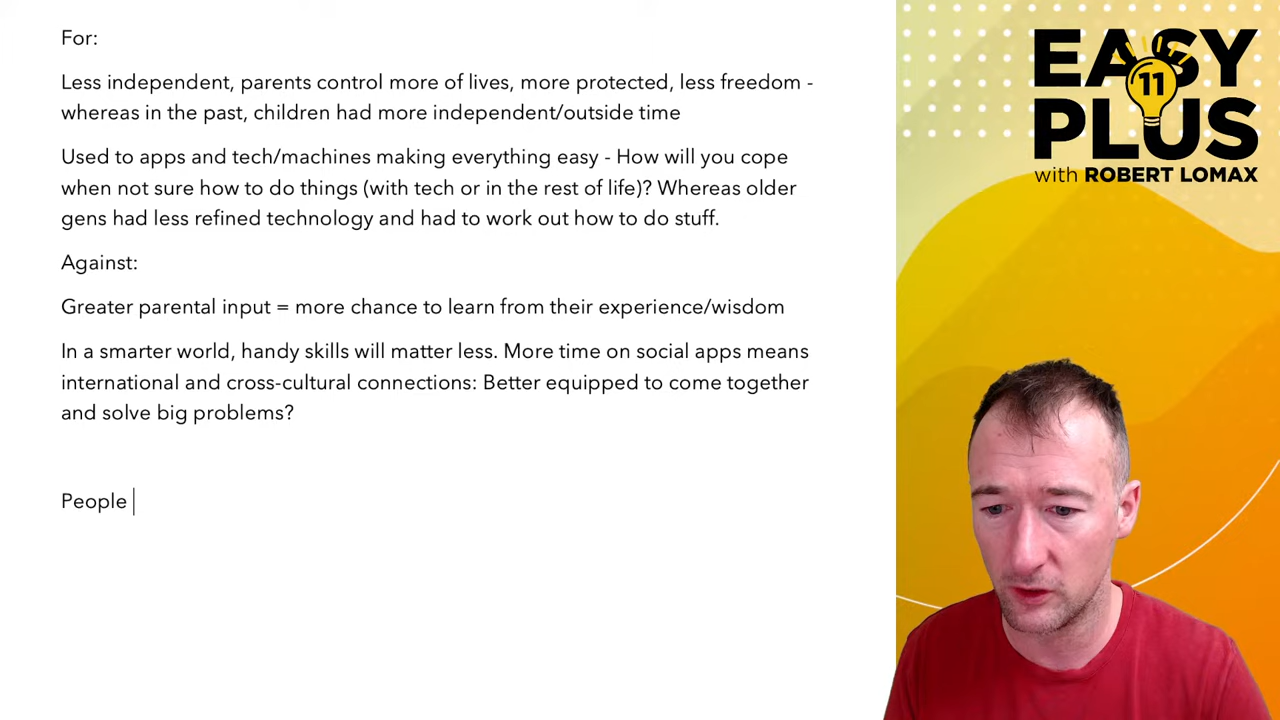 For:
Less independent, parents control more of lives, more protected, less freedom -
whereas in the past, children had more independent/outside time
Used to apps and tech/machines making everything easy - How will you cope
when not sure how to do things (with tech or in the rest of life)? Whereas older
gens had less refined technology and had to work out how to do stuff.
Against:
Greater parental input = more chance to learn from their experience/wisdom
In a smarter world, handy skills will matter less. More time on social apps means
international and cross-cultural connections: Better equipped to come together
and solve big problems?
People
EASY
11
PLUS
with ROBERT LOMAX